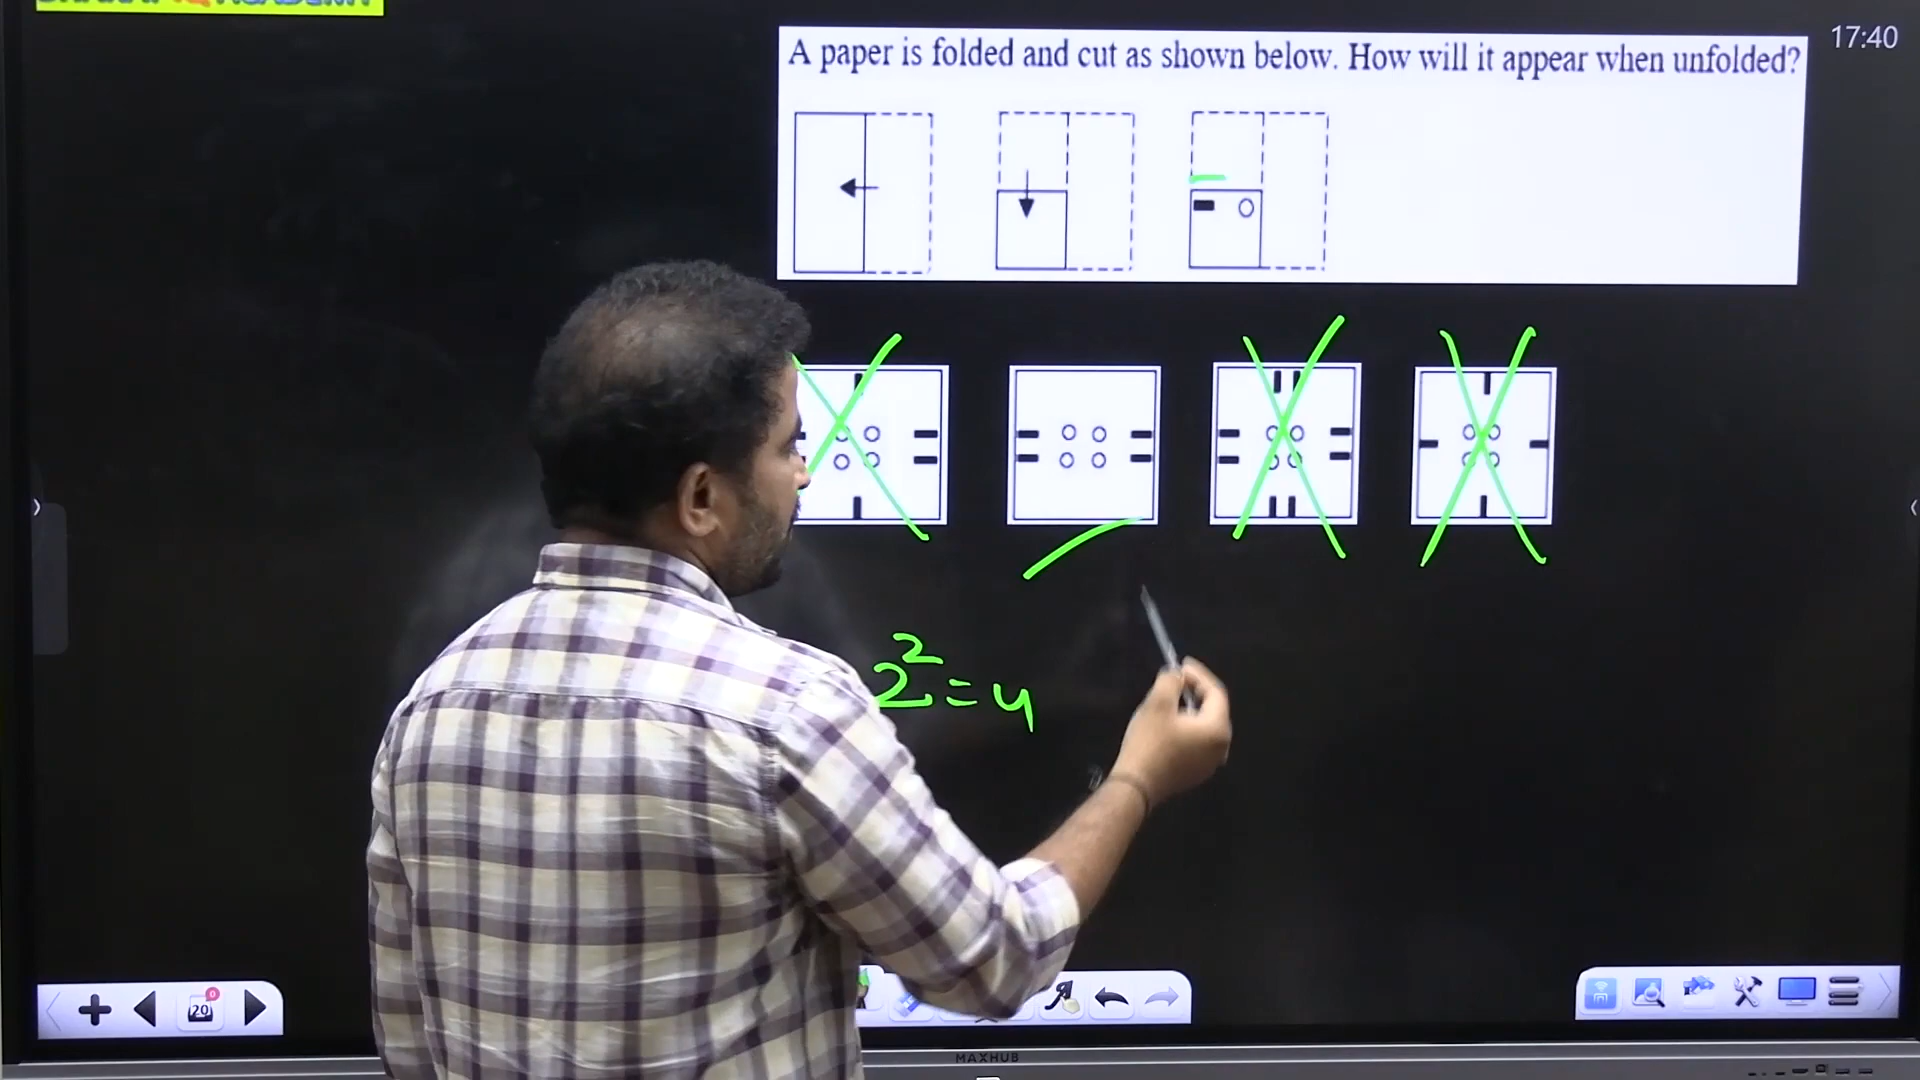 17:40
A paper is folded and cut as shown below. How will it appear when unfolded?
2² = 4
20
0
MAXHUB